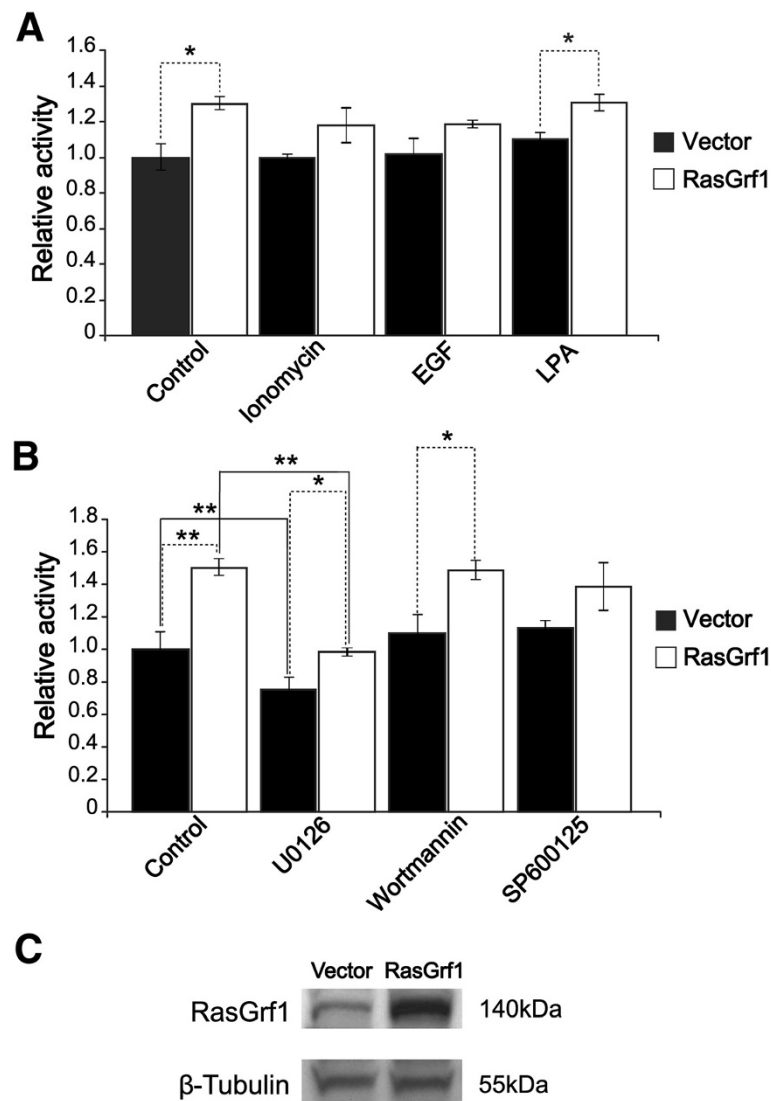 A
Relative activity
1.6
1.4
1.2
1.0
0.8
0.6
0.4
0.2
0
*
*
Control
Ionomycin
EGF
LPA
Vector
RasGrf1
B
Relative activity
1.8
1.6
1.4
1.2
1.0
0.8
0.6
0.4
0.2
0
**
**
**
*
*
Control
U0126
Wortmannin
SP600125
Vector
RasGrf1
C
Vector RasGrf1
RasGrf1 140kDa
β-Tubulin 55kDa